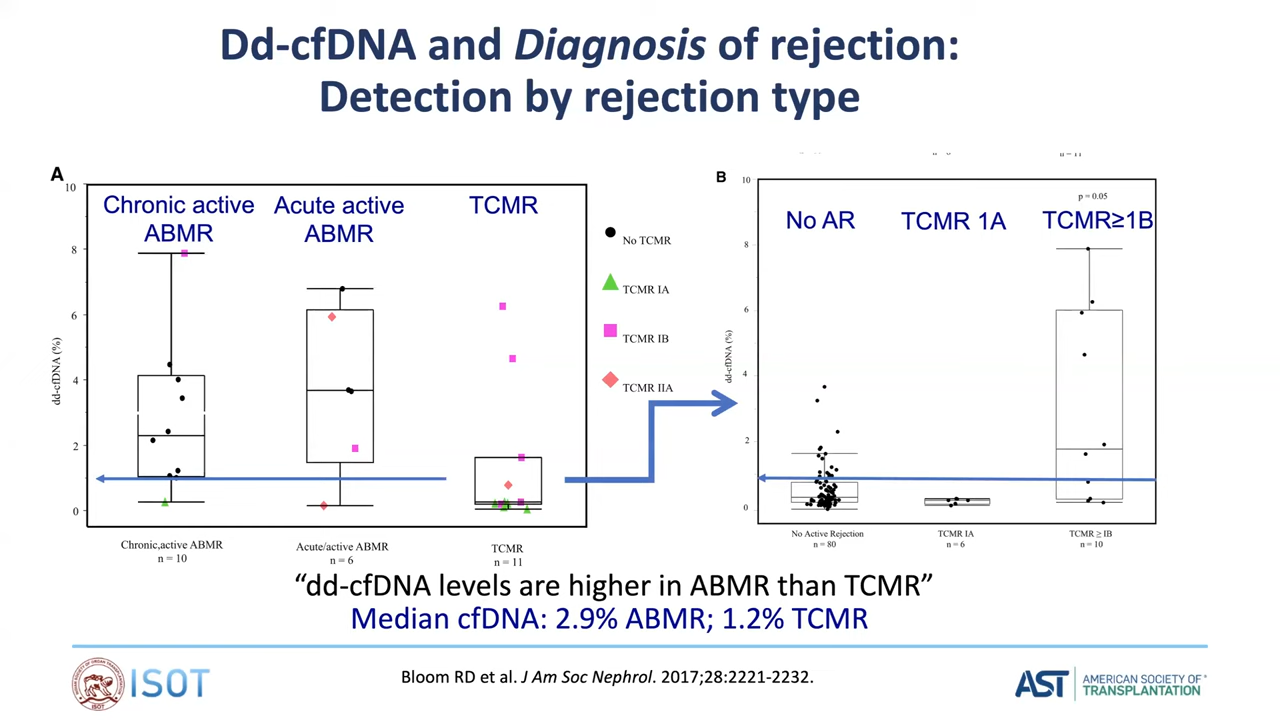 Dd-cfDNA and Diagnosis of rejection:
Detection by rejection type
A
10
8
6
4
2
0
dd-cfDNA (%)
Chronic active
ABMR
Acute active
ABMR
TCMR
Chronic,active ABMR
n = 10
Acute/active ABMR
n = 6
TCMR
n = 11
No TCMR
TCMR IA
TCMR IB
TCMR IIA
B
10
8
6
4
2
0
dd-cfDNA (%)
p = 0.05
No AR
TCMR 1A
TCMR≥1B
No Active Rejection
n = 80
TCMR IA
n = 6
TCMR ≥ IB
n = 10
“dd-cfDNA levels are higher in ABMR than TCMR”
Median cfDNA: 2.9% ABMR; 1.2% TCMR
ISOT
ISOT
Bloom RD et al. J Am Soc Nephrol. 2017;28:2221-2232.
AST
AMERICAN SOCIETY OF
TRANSPLANTATION